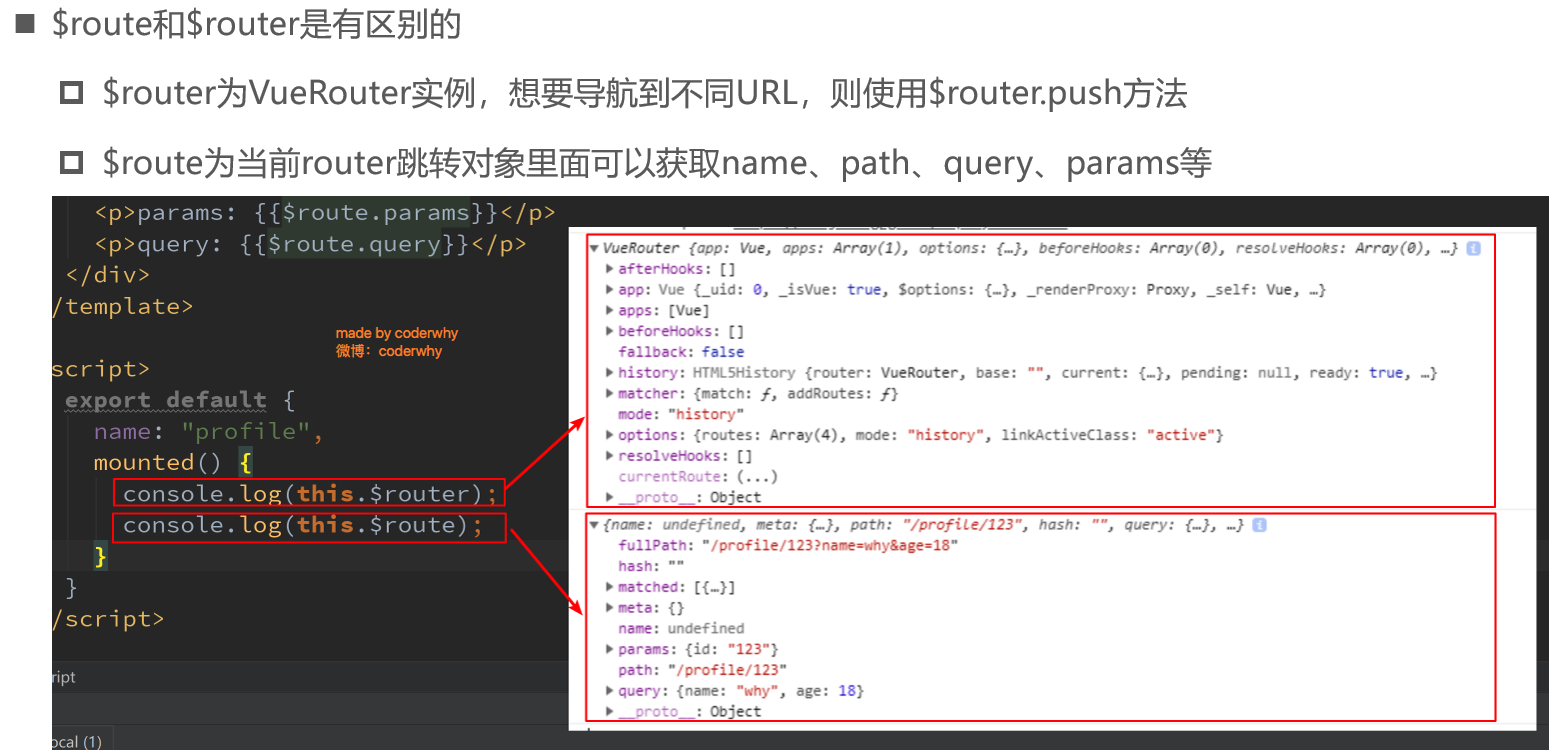 $route和$router是有区别的
$router为VueRouter实例，想要导航到不同URL，则使用$router.push方法
$route为当前router跳转对象里面可以获取name、path、query、params等
<p>params: {{$route.params}}</p>
<p>query: {{$route.query}}</p>
</div>
/template>
made by coderwhy
微博：coderwhy
script>
export default {
name: "profile",
mounted() {
console.log(this.$router);
console.log(this.$route);
}
}
/script>
ript
ocal (1)
▼VueRouter {app: Vue, apps: Array(1), options: {…}, beforeHooks: Array(0), resolveHooks: Array(0), …}
▶afterHooks: []
▶app: Vue {_uid: 0, _isVue: true, $options: {…}, _renderProxy: Proxy, _self: Vue, …}
▶apps: [Vue]
▶beforeHooks: []
fallback: false
▶history: HTML5History {router: VueRouter, base: "", current: {…}, pending: null, ready: true, …}
▶matcher: {match: ƒ, addRoutes: ƒ}
mode: "history"
▶options: {routes: Array(4), mode: "history", linkActiveClass: "active"}
▶resolveHooks: []
currentRoute: (...)
▶__proto__: Object
▼{name: undefined, meta: {…}, path: "/profile/123", hash: "", query: {…}, …}
fullPath: "/profile/123?name=why&age=18"
hash: ""
▶matched: [{…}]
▶meta: {}
name: undefined
▶params: {id: "123"}
path: "/profile/123"
▶query: {name: "why", age: 18}
▶__proto__: Object